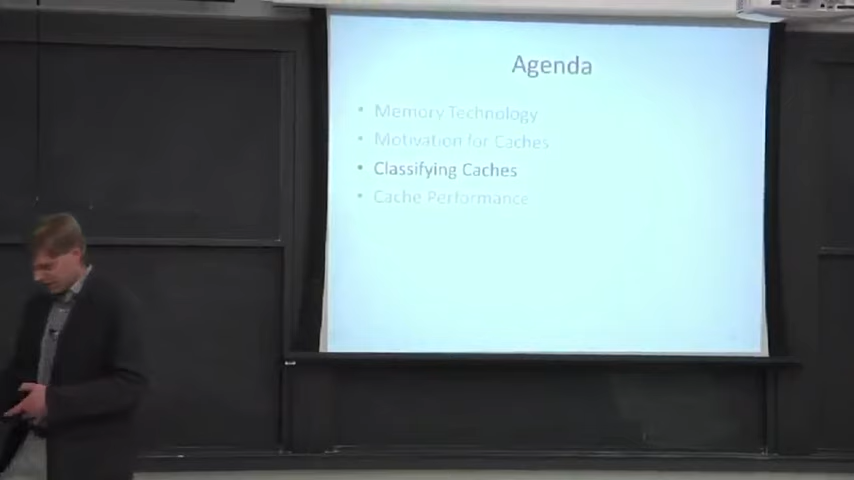 Agenda
• Memory Technology
• Motivation for Caches
• Classifying Caches
• Cache Performance